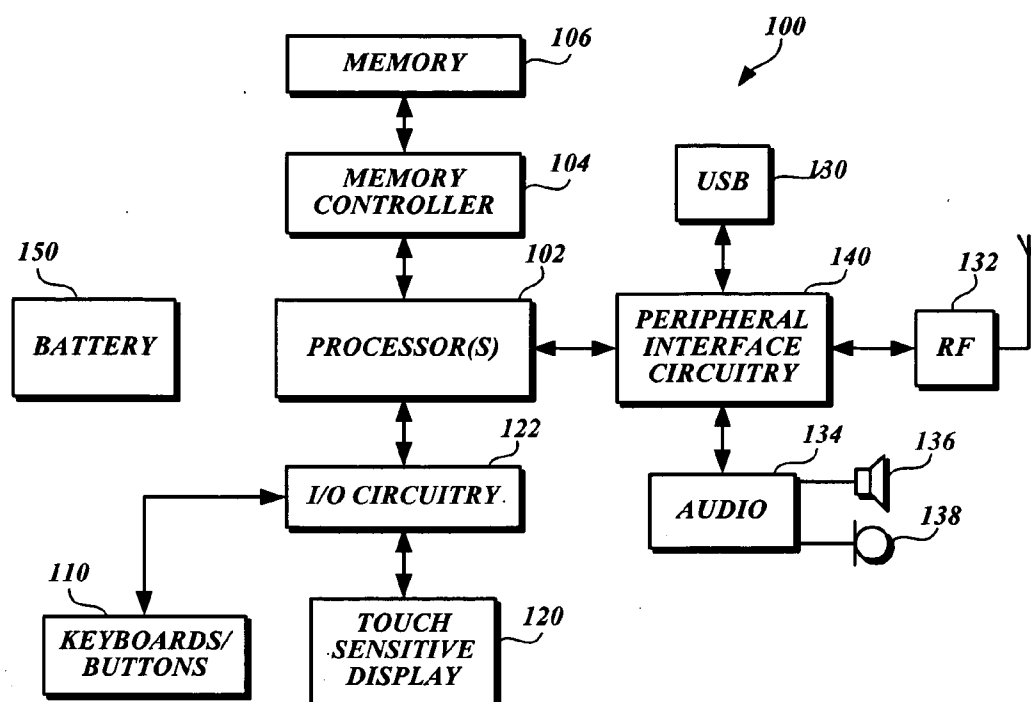 106
100
MEMORY
104
130
MEMORY
CONTROLLER
USB
150
102
140
132
BATTERY
PROCESSOR(S)
PERIPHERAL
INTERFACE
CIRCUITRY
RF
122
134
136
I/O CIRCUITRY
AUDIO
138
110
120
KEYBOARDS/
BUTTONS
TOUCH
SENSITIVE
DISPLAY